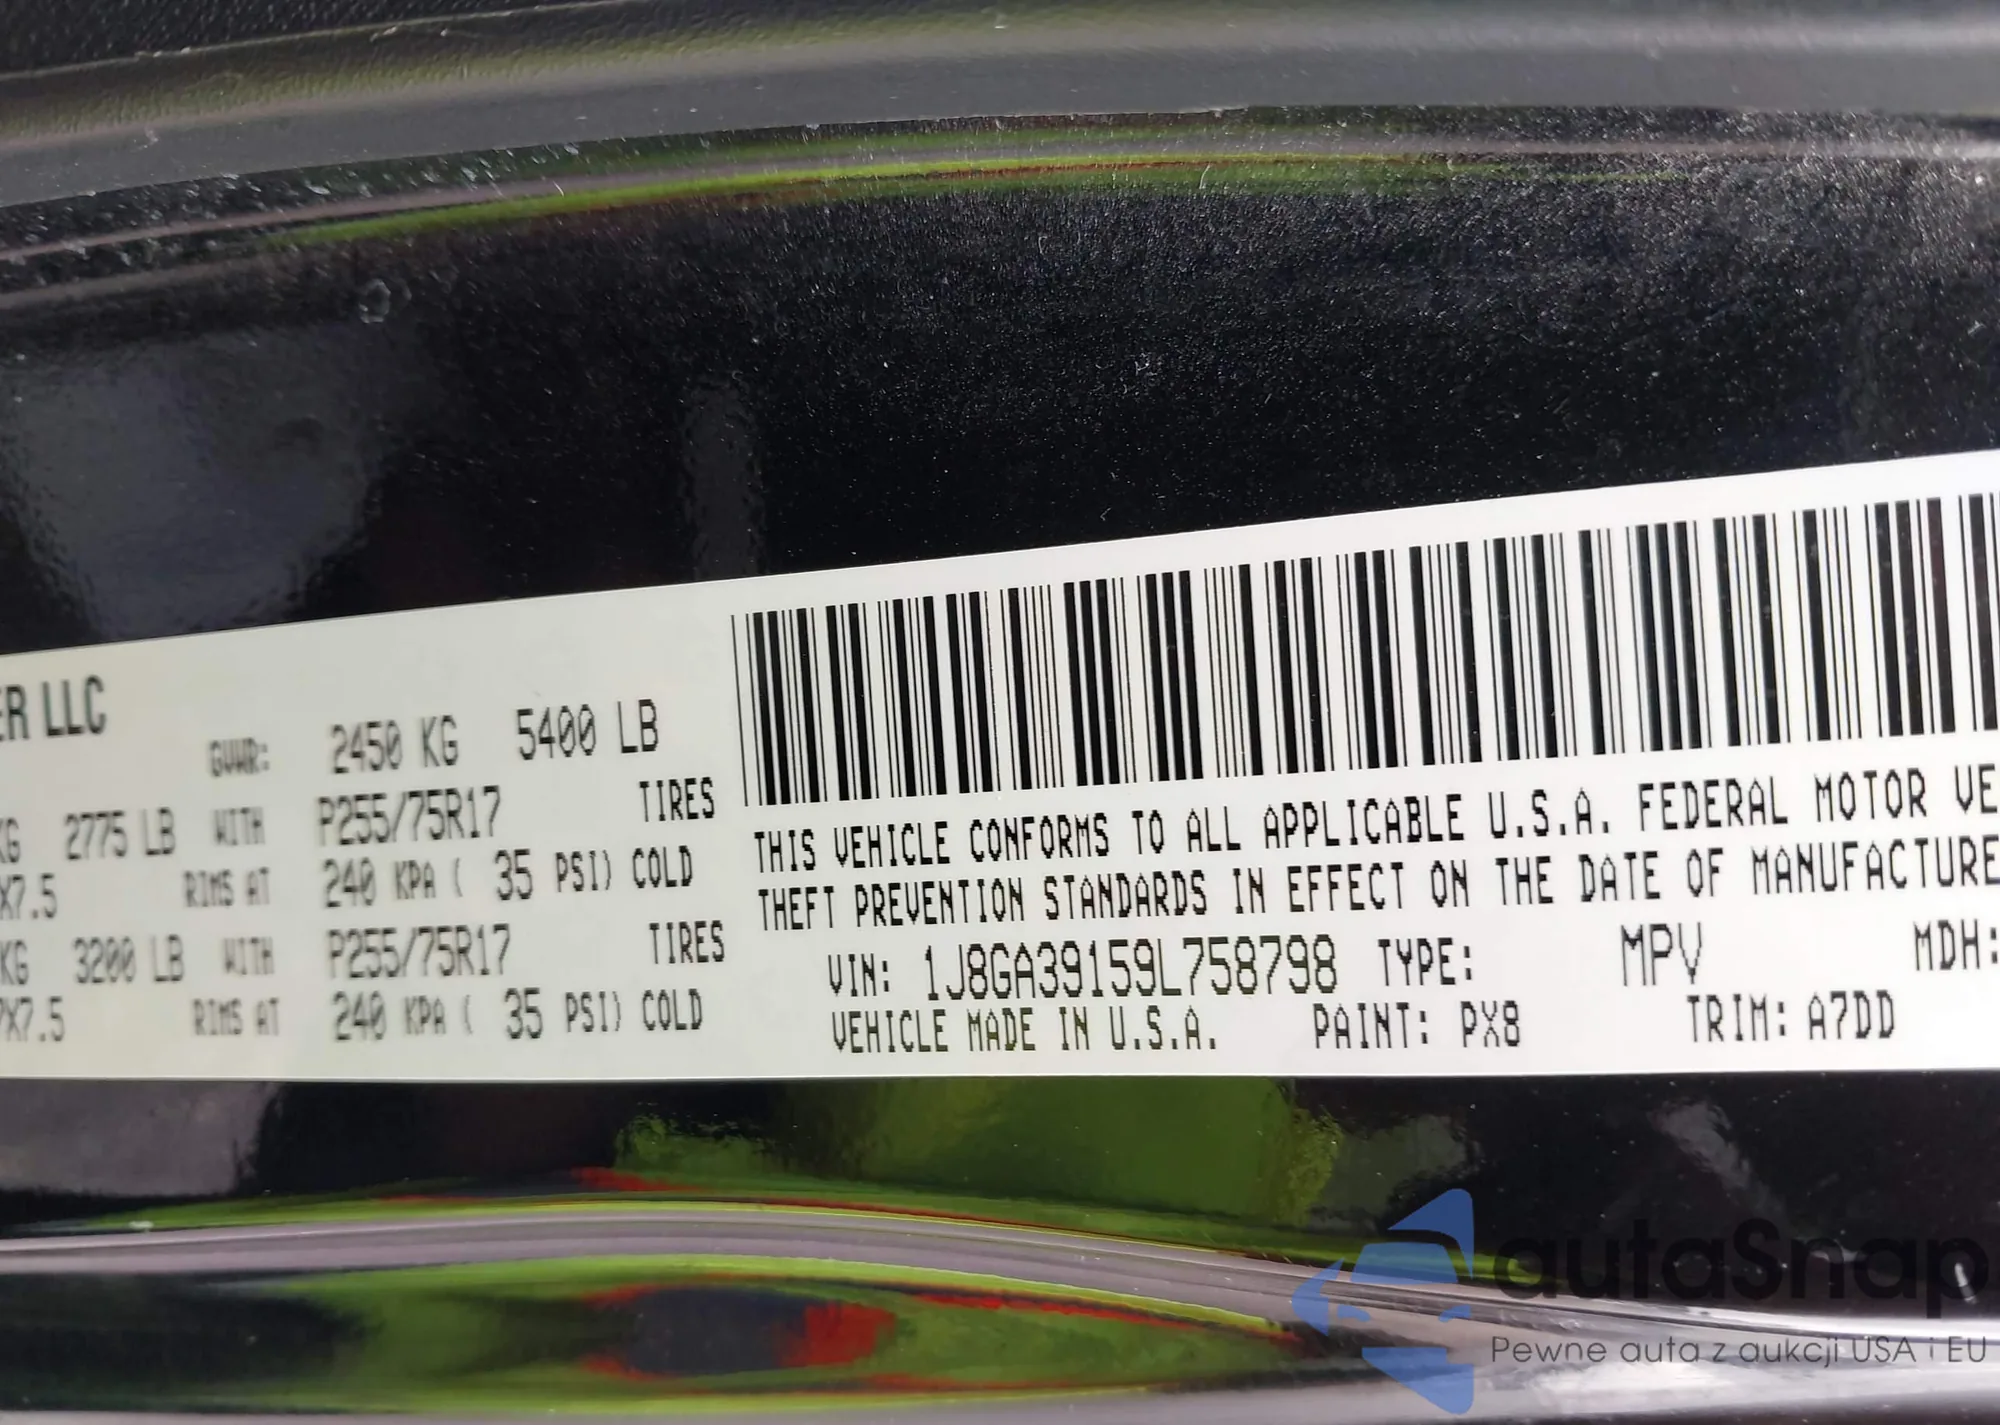 ER LLC
GVWR: 2450 KG 5400 LB
KG 2775 LB WITH P255/75R17 TIRES
X7.5 RIMS AT 240 KPA ( 35 PSI) COLD
KG 3200 LB WITH P255/75R17 TIRES
7X7.5 RIMS AT 240 KPA ( 35 PSI) COLD
THIS VEHICLE CONFORMS TO ALL APPLICABLE U.S.A. FEDERAL MOTOR VE
THEFT PREVENTION STANDARDS IN EFFECT ON THE DATE OF MANUFACTURE
VIN: 1J8GA39159L758798 TYPE: MPV MDH:
VEHICLE MADE IN U.S.A. PAINT: PX8 TRIM: A7DD
autaSnap
Pewne auta z aukcji USA i EU